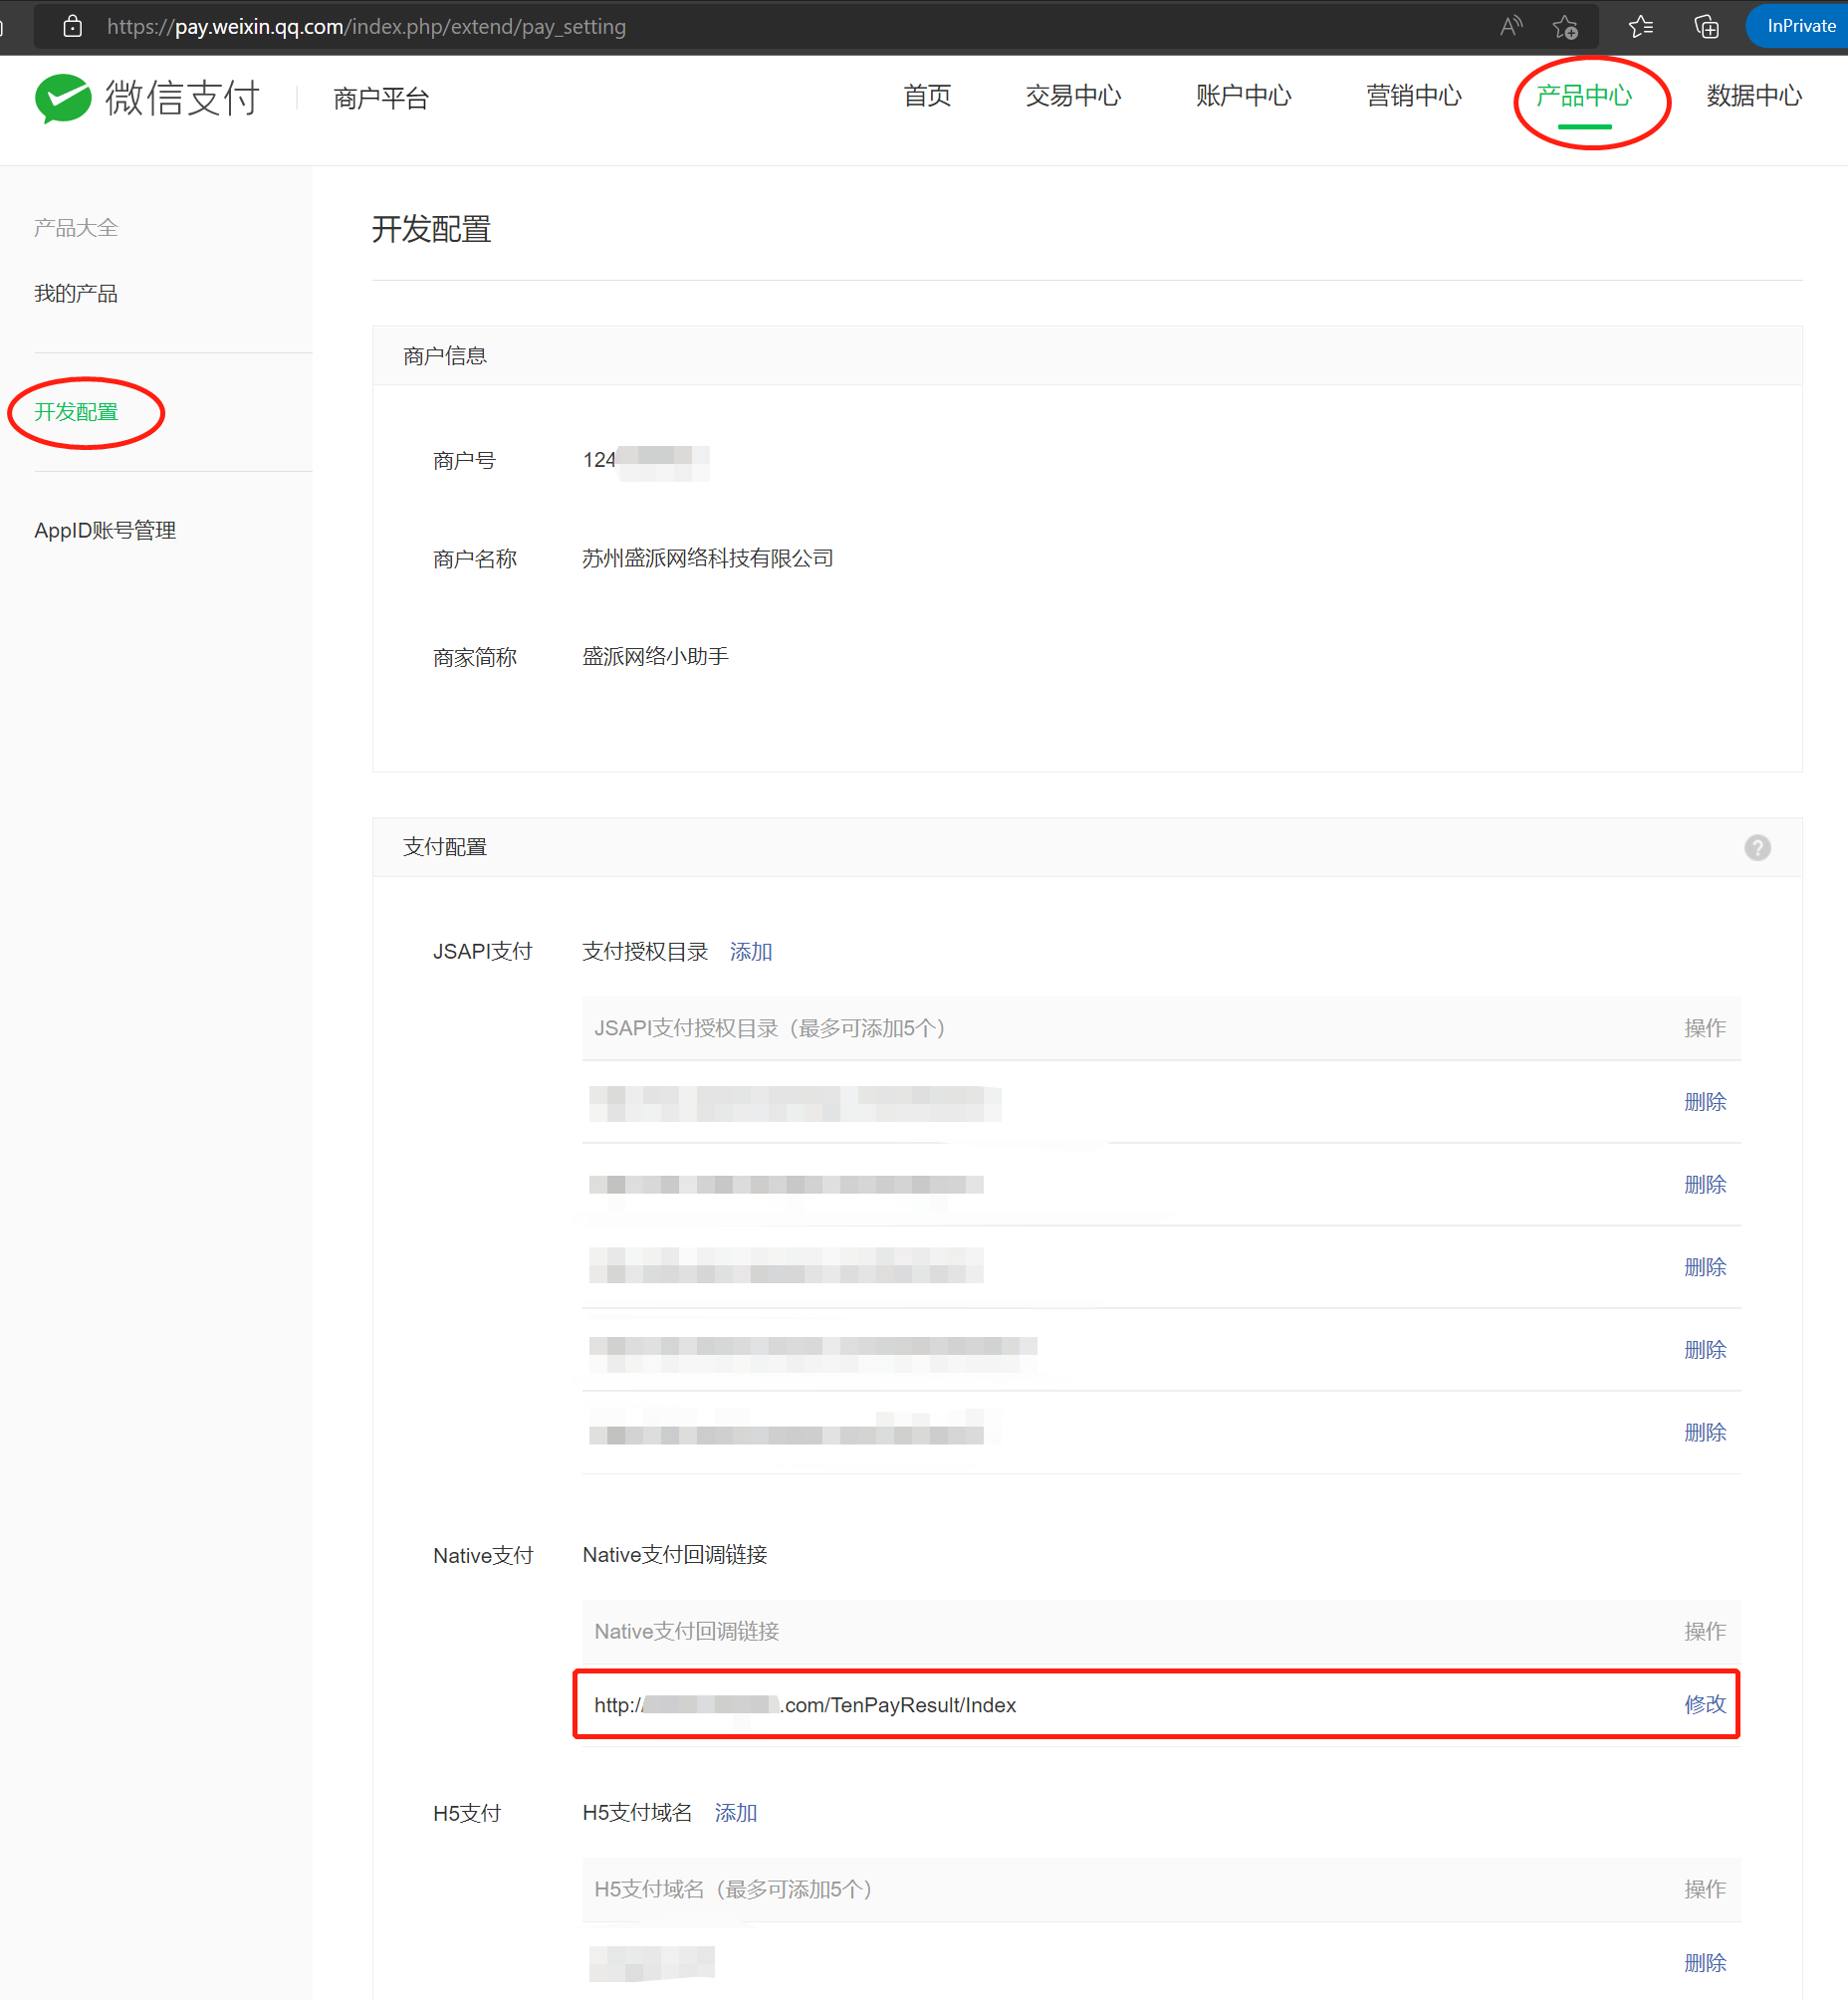 https://pay.weixin.qq.com/index.php/extend/pay_setting
InPrivate
微信支付
商户平台
首页
交易中心
账户中心
营销中心
产品中心
数据中心
产品大全
我的产品
开发配置
AppID账号管理
开发配置
商户信息
商户号 124
商户名称 苏州盛派网络科技有限公司
商家简称 盛派网络小助手
支付配置
?
JSAPI支付 支付授权目录 添加
JSAPI支付授权目录（最多可添加5个） 操作
删除
删除
删除
删除
删除
Native支付 Native支付回调链接
Native支付回调链接 操作
http:/ .com/TenPayResult/Index 修改
H5支付 H5支付域名 添加
H5支付域名（最多可添加5个） 操作
删除